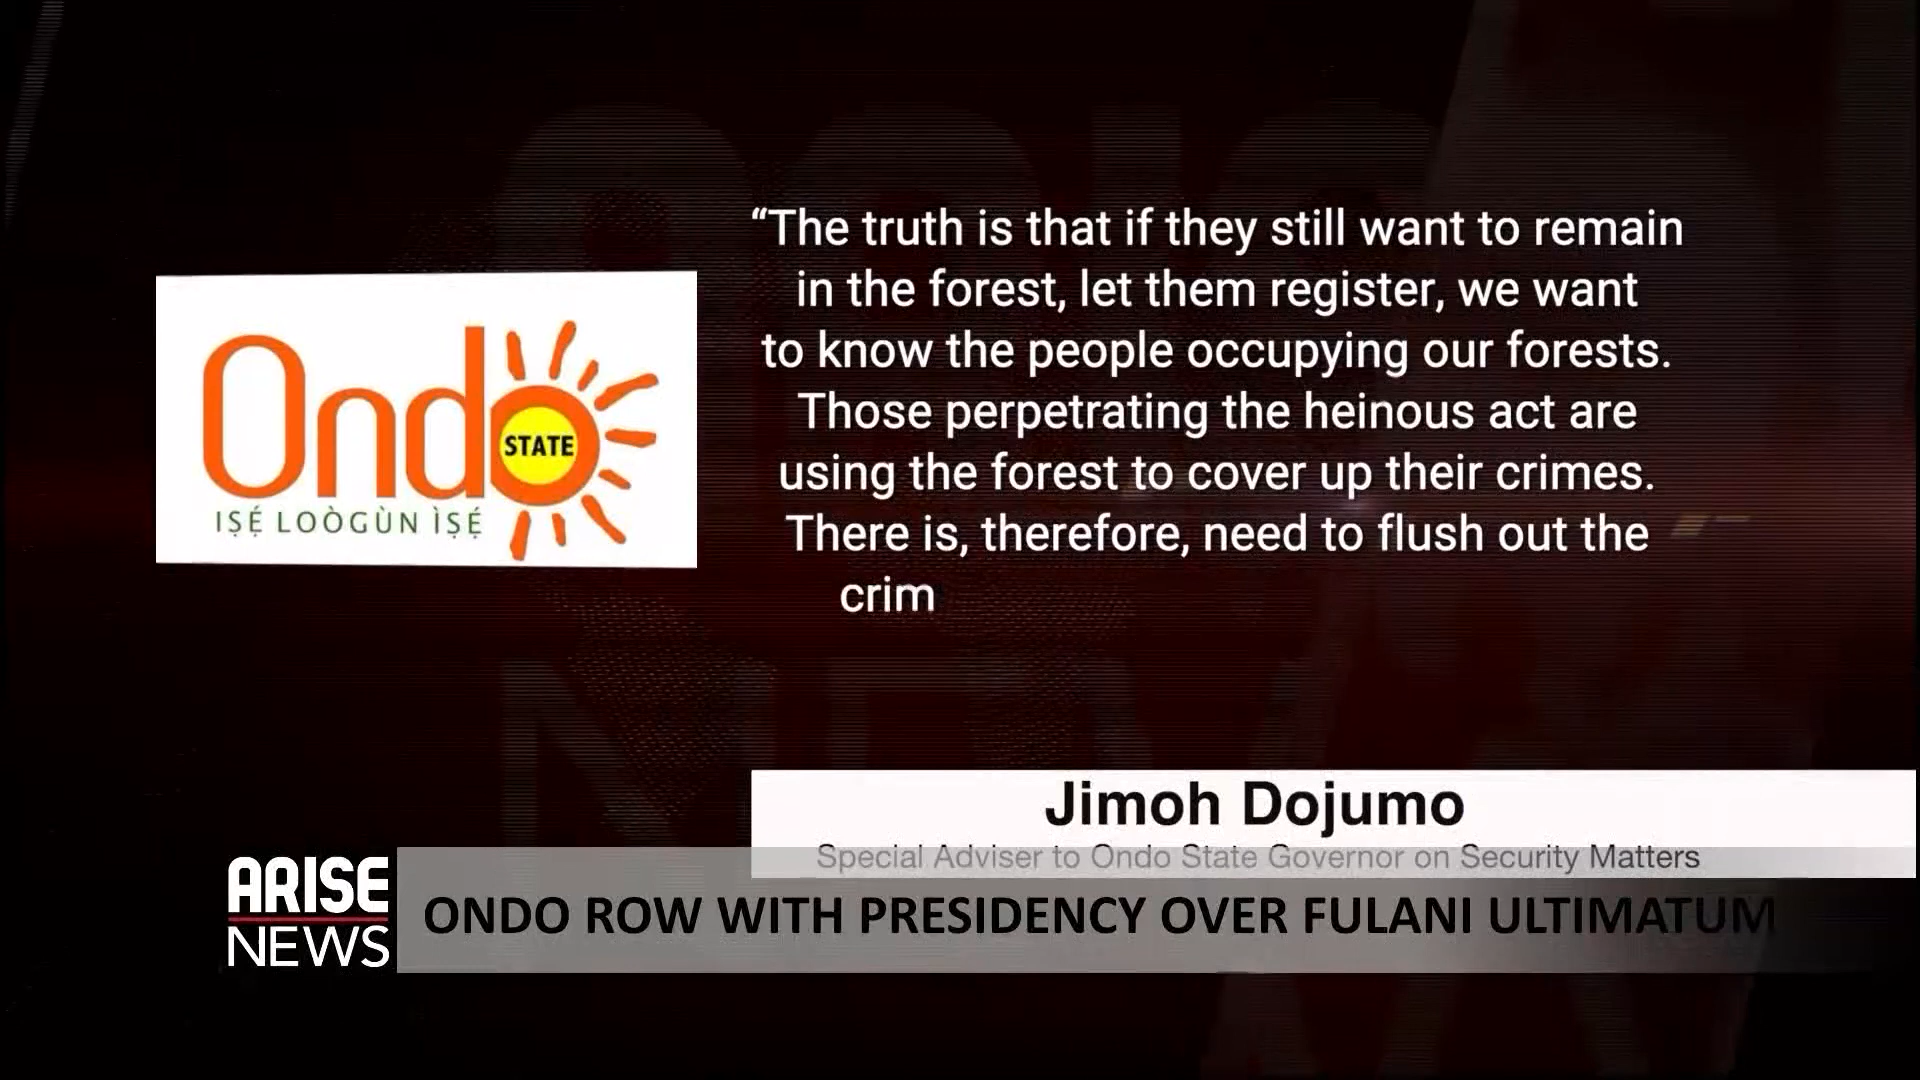 “The truth is that if they still want to remain
in the forest, let them register, we want
to know the people occupying our forests.
Those perpetrating the heinous act are
using the forest to cover up their crimes.
There is, therefore, need to flush out the
crim
Ondo
STATE
IṢẸ́ LOÒGÙN ÌṢẸ́
Jimoh Dojumo
Special Adviser to Ondo State Governor on Security Matters
ARISE
NEWS
ONDO ROW WITH PRESIDENCY OVER FULANI ULTIMATUM